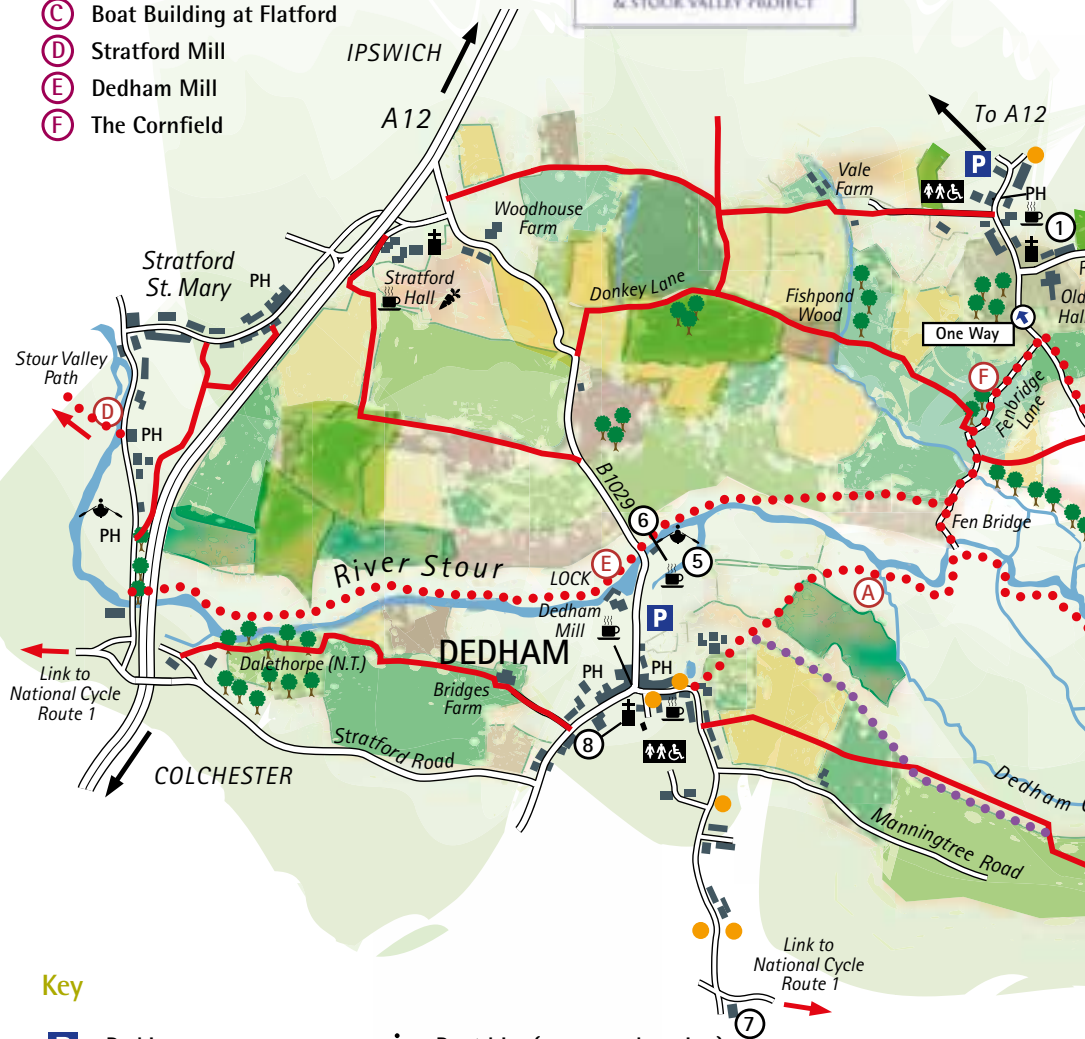 & STOUR VALLEY PROJECT
C Boat Building at Flatford
D Stratford Mill
E Dedham Mill
F The Cornfield
IPSWICH
A12
To A12
P
PH
1
Vale
Farm
Woodhouse
Farm
Stratford
St. Mary
PH
Stratford
Hall
Donkey Lane
Fishpond
Wood
Old
Hal
One Way
Stour Valley
Path
D
PH
F
Fenbridge
Lane
B1029
PH
6
Fen Bridge
5
River Stour
E
LOCK
A
Dedham
Mill
P
DEDHAM
PH
PH
Dalethorpe (N.T.)
Link to
National Cycle
Route 1
Bridges
Farm
8
Stratford Road
COLCHESTER
Dedham
Manningtree Road
Link to
National Cycle
Route 1
7
Key